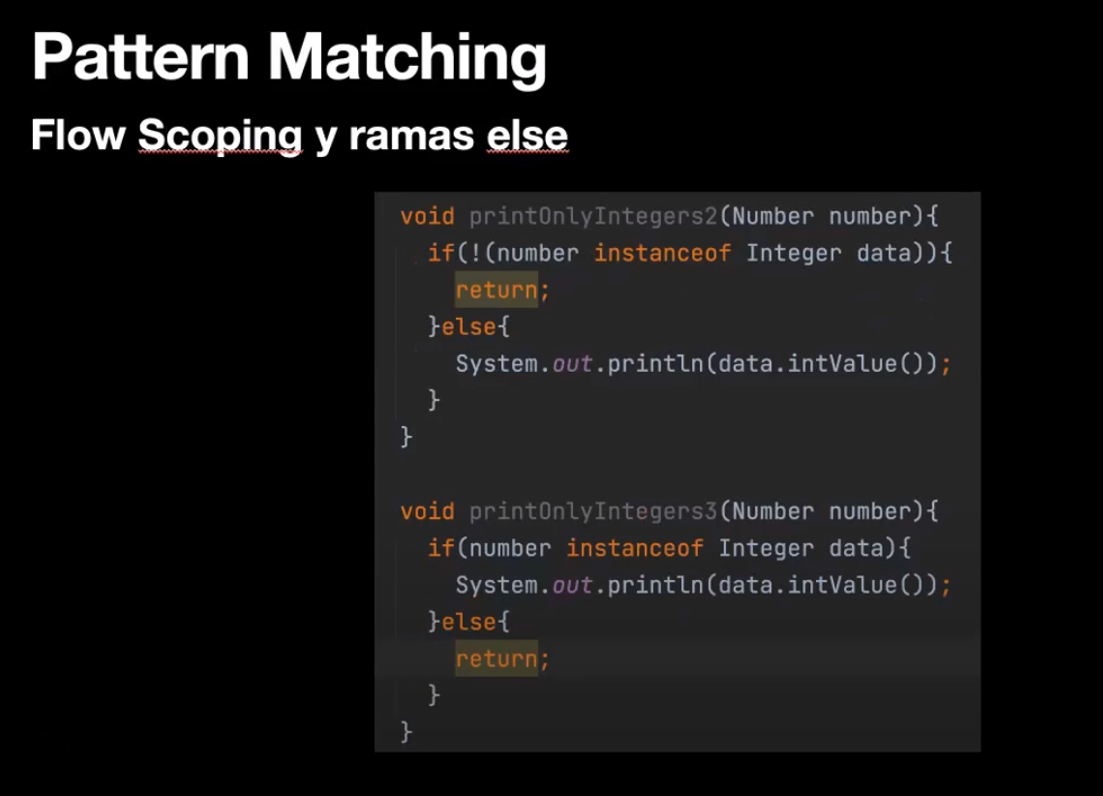 Pattern Matching
Flow Scoping y ramas else
void printOnlyIntegers2(Number number){
if(!(number instanceof Integer data)){
return;
}else{
System.out.println(data.intValue());
}
}
void printOnlyIntegers3(Number number){
if(number instanceof Integer data){
System.out.println(data.intValue());
}else{
return;
}
}